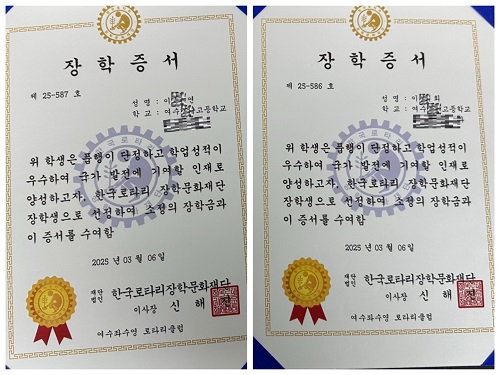 장학증서
제 25-587 호
성 명 : 이 연
학 교 : 여수 고등학교
위 학생은 품행이 단정하고 학업성적이
우수하여 국가 발전에 기여할 인재로
양성하고자, 한국로타리 장학문화재단
장학생으로 선정하여 소정의 장학금과
이 증서를 수여함
2025 년 03 월 06 일
재단
법인 한국로타리장학문화재단
이사장 신 해
여수좌수영 로타리클럽
장학증서
제 25-586 호
성 명 : 이 희
학 교 : 여수 고등학교
위 학생은 품행이 단정하고 학업성적이
우수하여 국가 발전에 기여할 인재로
양성하고자, 한국로타리 장학문화재단
장학생으로 선정하여 소정의 장학금과
이 증서를 수여함
2025 년 03 월 06 일
재단
법인 한국로타리장학문화재단
이사장 신 해
여수좌수영 로타리클럽